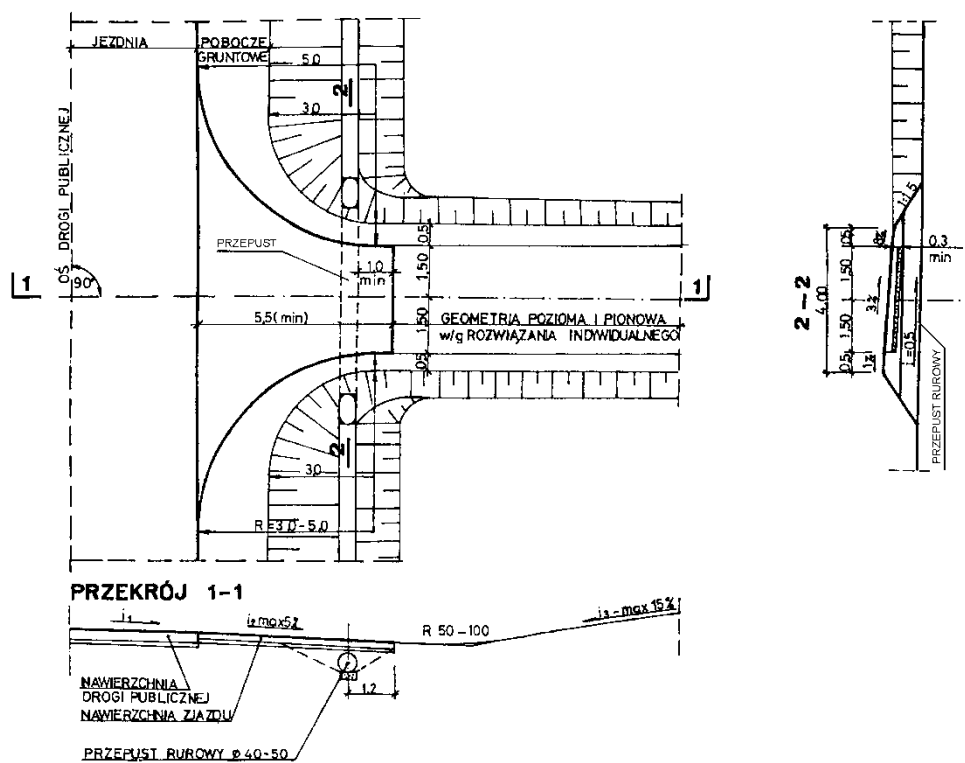 JEZDNIA
POBOCZE
GRUNTOWE
5,0
2
3,0
OŚ DROGI PUBLICZNEJ
PRZEPUST
1,0
min
0,5
1,50
1
90°
1
5,5(min)
GEOMETRIA POZIOMA I PIONOWA
w/g ROZWIĄZANIA INDYWIDUALNEGO
1,50
0,5
2
3,0
R=3,0-5,0
1:1,5
0,5
1,50
0,3
min
2-2
4,00
3%
1,50
0,5
PRZEPUST RUROWY
PRZEKRÓJ 1-1
i₁
i₂ max5%
R 50-100
i₃ - max 15%
NAWIERZCHNIA
DROGI PUBLICZNEJ
NAWIERZCHNIA ZJAZDU
1,2
PRZEPUST RUROWY ø 40-50